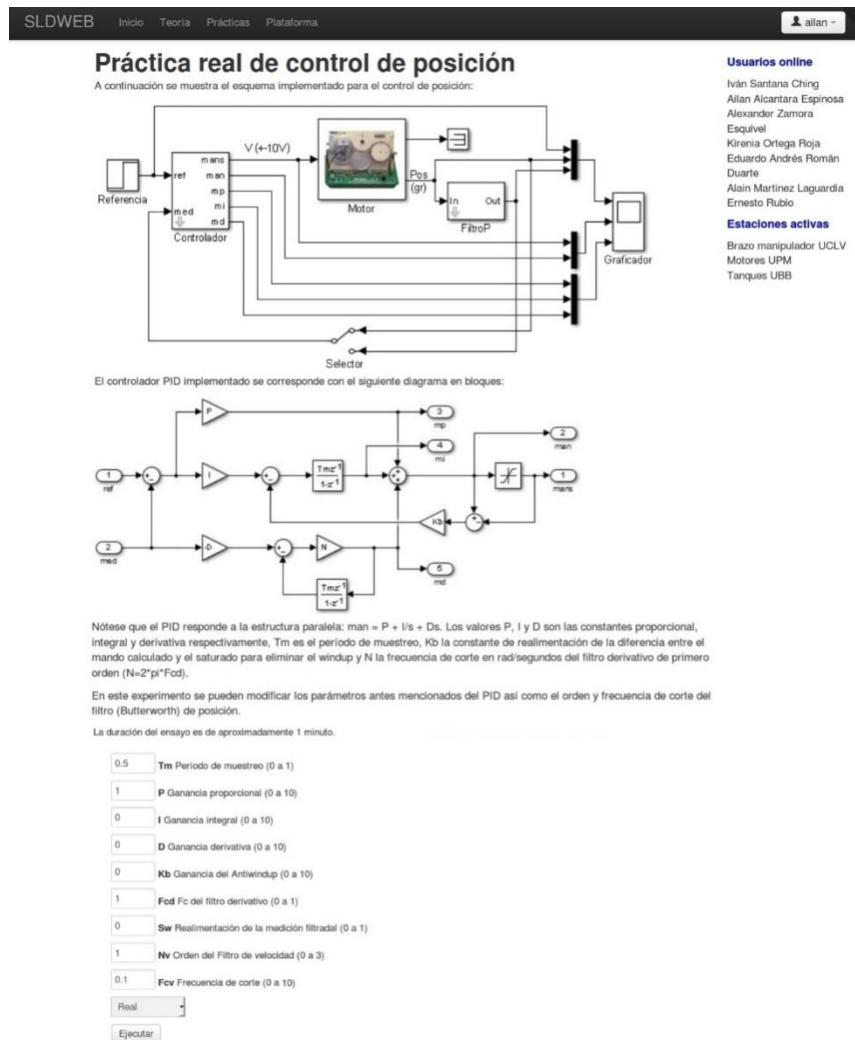 SLDWEB Inicio Teoría Prácticas Plataforma ailan
Práctica real de control de posición
A continuación se muestra el esquema implementado para el control de posición:
Referencia
ref
med
mans
man
mp
mi
md
Controlador
V (+-10V)
Motor
Pos
(gr)
In Out
FiltroP
Graficador
Selector
El controlador PID implementado se corresponde con el siguiente diagrama en bloques:
P
3
mp
4
mi
2
man
1
ref
I
Tmz-1
1-z-1
1
mans
Kb
2
med
-D
N
5
md
Tmz-1
1-z-1
Nótese que el PID responde a la estructura paralela: man = P + I/s + Ds. Los valores P, I y D son las constantes proporcional,
integral y derivativa respectivamente, Tm es el período de muestreo, Kb la constante de realimentación de la diferencia entre el
mando calculado y el saturado para eliminar el windup y N la frecuencia de corte en rad/segundos del filtro derivativo de primero
orden (N=2*pi*Fcd).
En este experimento se pueden modificar los parámetros antes mencionados del PID así como el orden y frecuencia de corte del
filtro (Butterworth) de posición.
La duración del ensayo es de aproximadamente 1 minuto.
0.5 Tm Periodo de muestreo (0 a 1)
1 P Ganancia proporcional (0 a 10)
0 I Ganancia integral (0 a 10)
0 D Ganancia derivativa (0 a 10)
0 Kb Ganancia del Antiwindup (0 a 10)
1 Fcd Fc del filtro derivativo (0 a 1)
0 Sw Realimentación de la medición filtradal (0 a 1)
1 Nv Orden del Filtro de velocidad (0 a 3)
0.1 Fcv Frecuencia de corte (0 a 10)
Real
Ejecutar
Usuarios online
Iván Santana Ching
Ailan Alcantara Espinosa
Alexander Zamora
Esquivel
Kirenia Ortega Roja
Eduardo Andrés Román
Duarte
Alain Martinez Laguardia
Ernesto Rubio
Estaciones activas
Brazo manipulador UCLV
Motores UPM
Tanques UBB